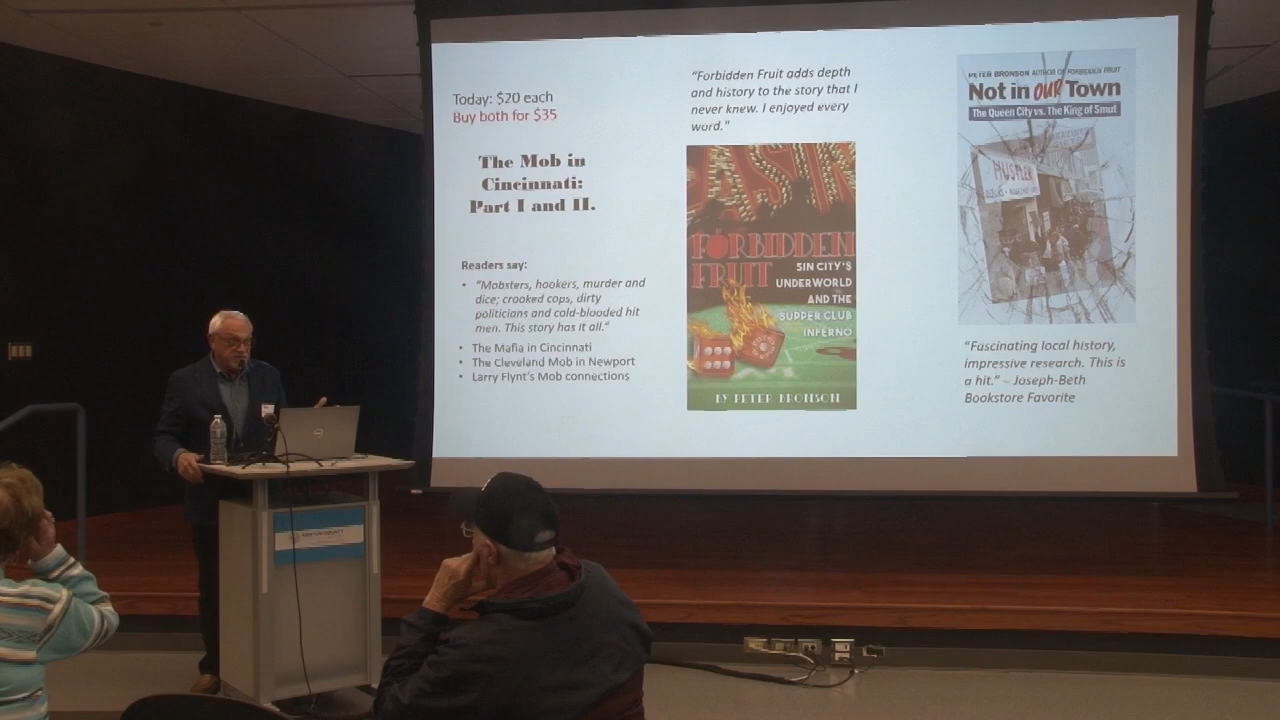 Today: $20 each
Buy both for $35
The Mob in
Cincinnati:
Part I and II.
Readers say:
• "Mobsters, hookers, murder and
dice; crooked cops, dirty
politicians and cold-blooded hit
men. This story has it all."
• The Mafia in Cincinnati
• The Cleveland Mob in Newport
• Larry Flynt's Mob connections
"Forbidden Fruit adds depth
and history to the story that I
never knew. I enjoyed every
word."
ASIN
FORBIDDEN
FRUIT
SIN CITY'S
UNDERWORLD
AND THE
SUPPER CLUB
INFERNO
BY PETER BRONSON
PETER BRONSON AUTHOR OF FORBIDDEN FRUIT
Not in OUR Town
The Queen City vs. The King of Smut
HUSTLER
"Fascinating local history,
impressive research. This is
a hit." – Joseph-Beth
Bookstore Favorite
DELL